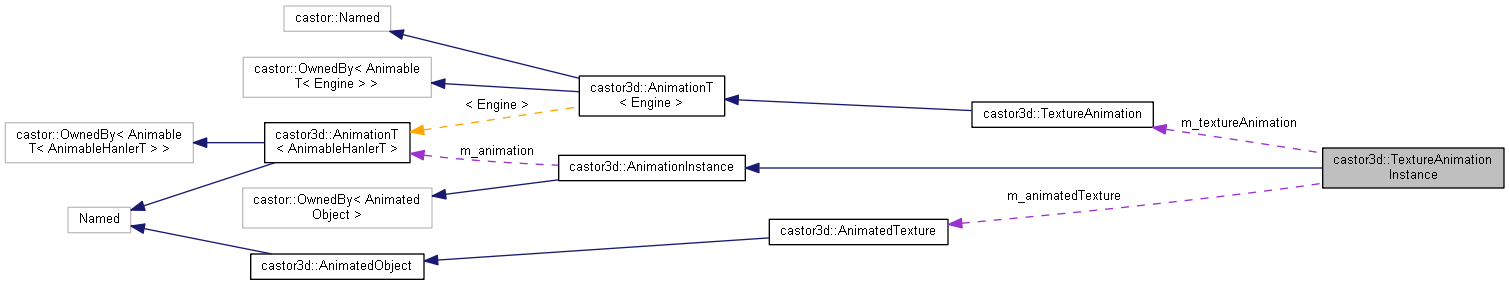 castor::Named
castor::OwnedBy< Animable
T< Engine > >
castor3d::AnimationT
< Engine >
< Engine >
castor3d::TextureAnimation
m_textureAnimation
castor::OwnedBy< Animable
T< AnimableHanlerT > >
castor3d::AnimationT
< AnimableHanlerT >
m_animation
castor3d::AnimationInstance
castor3d::TextureAnimation
Instance
castor::OwnedBy< Animated
Object >
m_animatedTexture
Named
castor3d::AnimatedTexture
castor3d::AnimatedObject